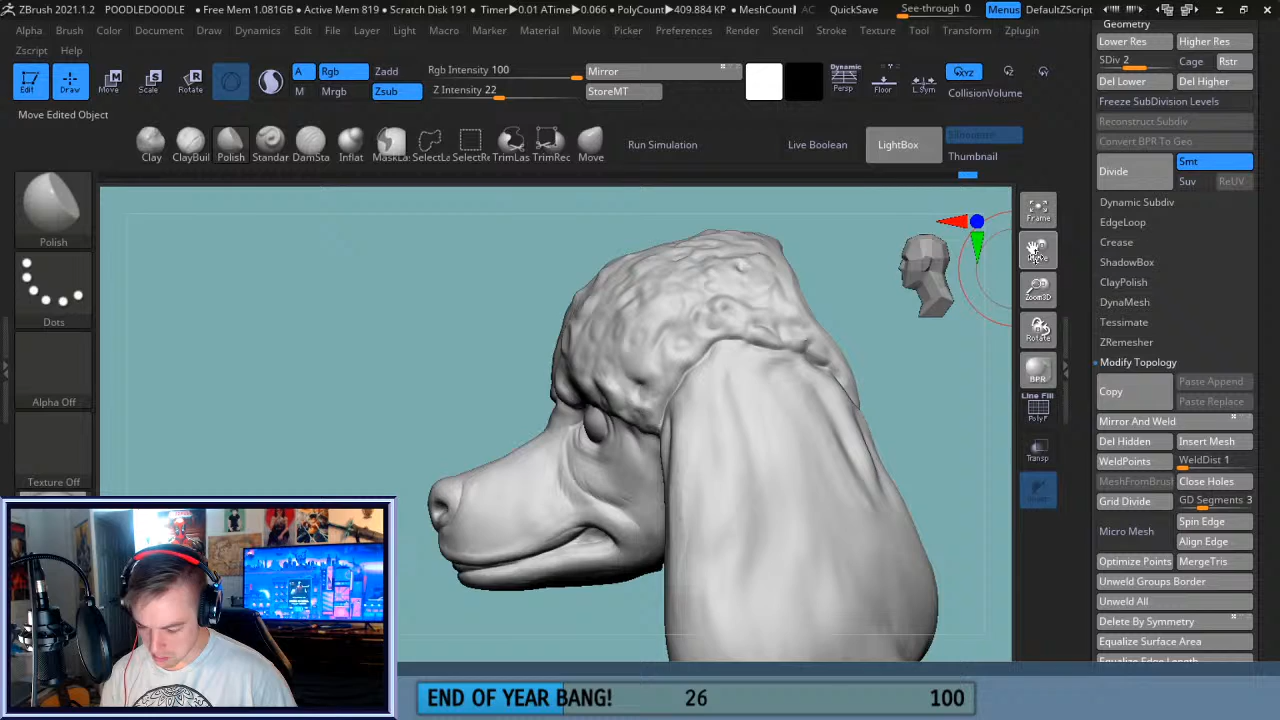 ZBrush 2021.1.2 POODLEDOODLE • Free Mem 1.081GB • Active Mem 819 • Scratch Disk 191 • Timer▶0.01 ATime▶0.066 • PolyCount▶409.884 KP • MeshCount▶ AC QuickSave See-through 0 Menus DefaultZScript
Alpha Brush Color Document Draw Dynamics Edit File Layer Light Macro Marker Material Movie Picker Preferences Render Stencil Stroke Texture Tool Transform Zplugin
Zscript Help
Edit Draw Move Scale Rotate
A Rgb Zadd
M Mrgb Zsub
Rgb Intensity 100
Z Intensity 22
Mirror
StoreMT
Dynamic
Persp Floor L.Sym
XYZ
CollisionVolume
Move Edited Object
Clay ClayBuil Polish Standar DamSta Inflat MaskLa SelectLa SelectRe TrimLas TrimRec Move
Run Simulation Live Boolean LightBox
Thumbnail
Polish
Dots
Alpha Off
Texture Off
Frame
Move
Zoom3D
Rotate
BPR
Line Fill
PolyF
Transp
Geometry
Lower Res Higher Res
SDiv 2 Cage Rstr
Del Lower Del Higher
Freeze SubDivision Levels
Reconstruct Subdiv
Convert BPR To Geo
Divide Smt
Suv ReUV
Dynamic Subdiv
EdgeLoop
Crease
ShadowBox
ClayPolish
DynaMesh
Tessimate
ZRemesher
Modify Topology
Copy Paste Append
Paste Replace
Mirror And Weld
Del Hidden Insert Mesh
WeldPoints WeldDist 1
MeshFromBrush Close Holes
Grid Divide GD Segments 3
Micro Mesh Spin Edge
Align Edge
Optimize Points MergeTris
Unweld Groups Border
Unweld All
Delete By Symmetry
Equalize Surface Area
END OF YEAR BANG! 26 100